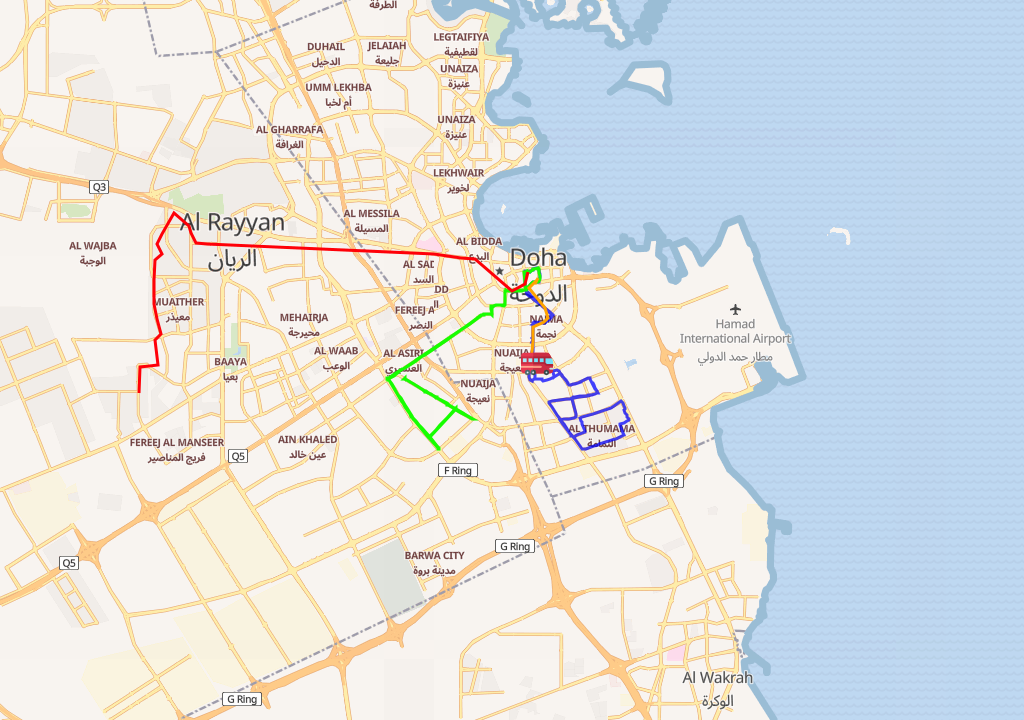 الطرفة
LEGTAIFIYA
لقطيفية
DUHAIL
الدحيل
JELAIAH
جليعة
UNAIZA
عنيزة
UMM LEKHBA
أم لخبا
UNAIZA
عنيزة
AL GHARRAFA
الغرافة
LEKHWAIR
لخوير
Q3
AL MESSILA
المسيلة
Al Rayyan
الريان
AL WAJBA
الوجبة
AL BIDDA
البدع
Doha
الدوحة
AL SAD
السد
DD
ال
MUAITHER
معيذر
MEHAIRJA
محيرجة
FEREEJ A
النصر
NAJMA
نجمة
Hamad
International Airport
مطار حمد الدولي
AL WAAB
الوعب
AL ASIRI
BAAYA
بعيا
NUAIJA
نعيجة
NUAIJA
نعيجة
AL THUMAMA
الثمامة
FEREEJ AL MANSEER
فريج المناصير
AIN KHALED
عين خالد
Q5
F Ring
G Ring
G Ring
BARWA CITY
مدينة بروة
Q5
Al Wakrah
الوكرة
G Ring